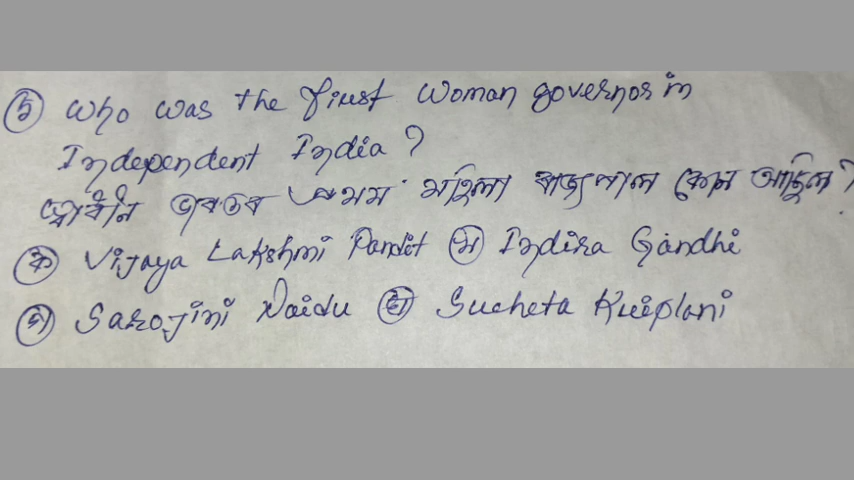 ৳ Who was the first Woman governor in
Independent India ?
স্বাধীন ভাৰতৰ প্ৰথম মহিলা ৰাজ্যপাল কোন আছিল ?
ক Vijaya Lakshmi Pandit খ Indira Gandhi
গ Sarojini Naidu ঘ Sucheta Kriplani